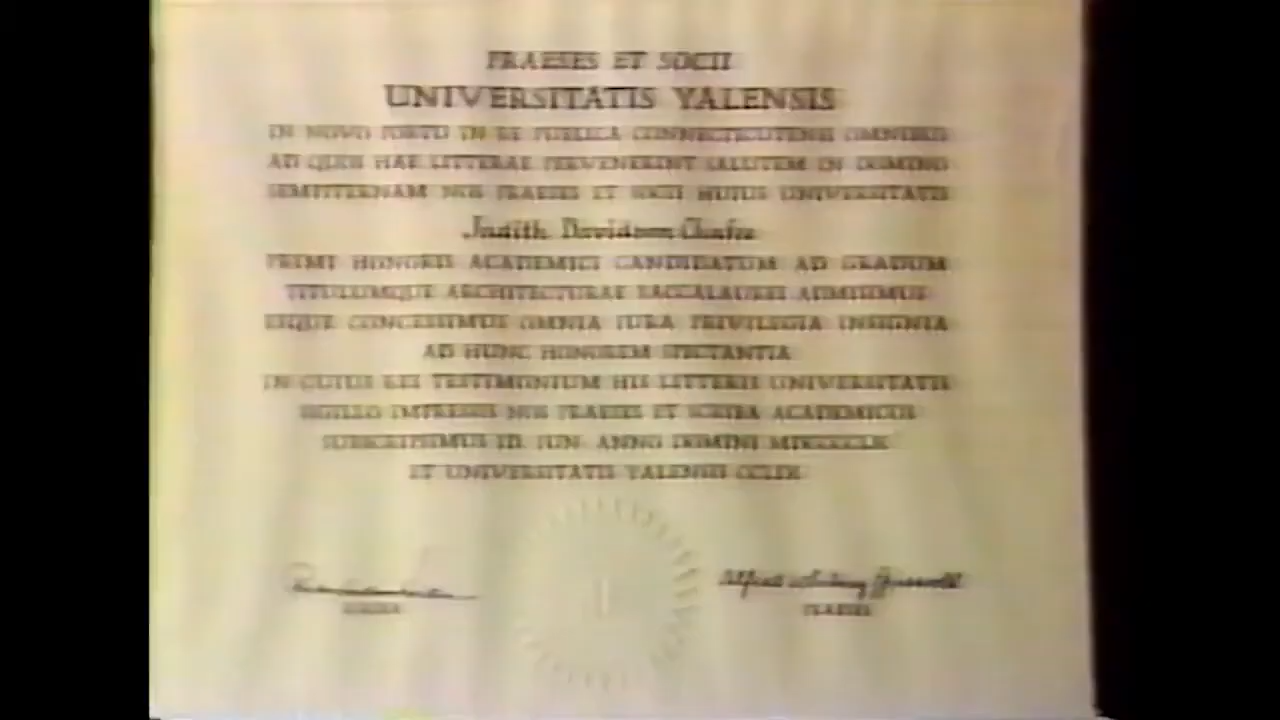 PRAESES ET SOCII
UNIVERSITATIS YALENSIS
IN NOVO PORTU IN RE PUBLICA CONNECTICUTENSI OMNIBUS
AD QUOS HAE LITTERAE PERVENERINT SALUTEM IN DOMINO
SEMPITERNAM NOS PRAESES ET SOCII HUIUS UNIVERSITATIS
Judith Davidson Chafee
PRIMI HONORIS ACADEMICI CANDIDATUM AD GRADUM
TITULUMQUE ARCHITECTURAE BACCALAUREI ADMISIMUS
EIQUE CONCESSIMUS OMNIA IURA PRIVILEGIA INSIGNIA
AD HUNC HONOREM SPECTANTIA
IN CUIUS REI TESTIMONIUM HIS LITTERIS UNIVERSITATIS
SIGILLO IMPRESSIS NOS PRAESES ET SCRIBA ACADEMICUS
SUBSCRIPSIMUS ID. IUN. ANNO DOMINI
ET UNIVERSITATIS YALENSIS CCLIX
Alfred Whitney Griswold
SCRIBA
PRAESES